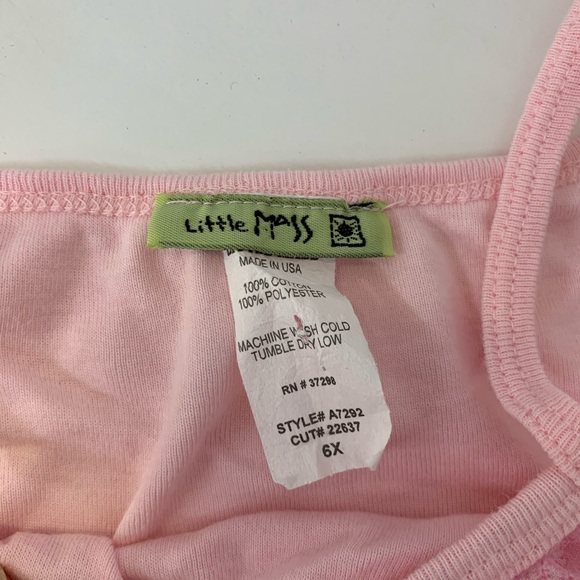 Little Mass
MADE IN USA
100% COTTON
100% POLYESTER
MACHIINE WASH COLD
TUMBLE DRY LOW
RN # 37298
STYLE# A7292
CUT# 22637
6X